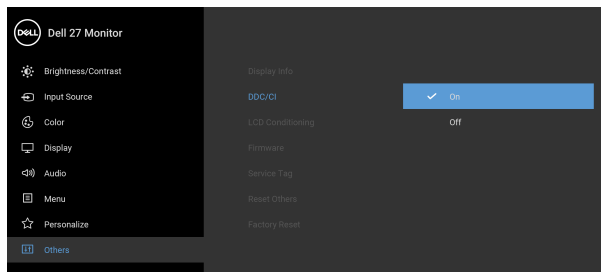 DELL Dell 27 Monitor
Brightness/Contrast
Input Source
Color
Display
Audio
Menu
Personalize
Others
Display Info
DDC/CI
LCD Conditioning
Firmware
Service Tag
Reset Others
Factory Reset
On
Off